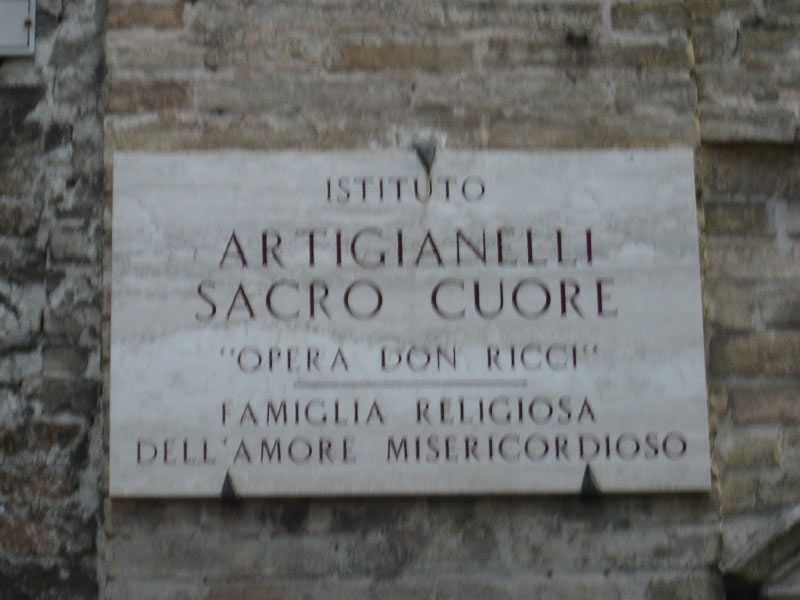 ISTITUTO
ARTIGIANELLI
SACRO CUORE
"OPERA DON RICCI"
FAMIGLIA RELIGIOSA
DELL'AMORE MISERICORDIOSO